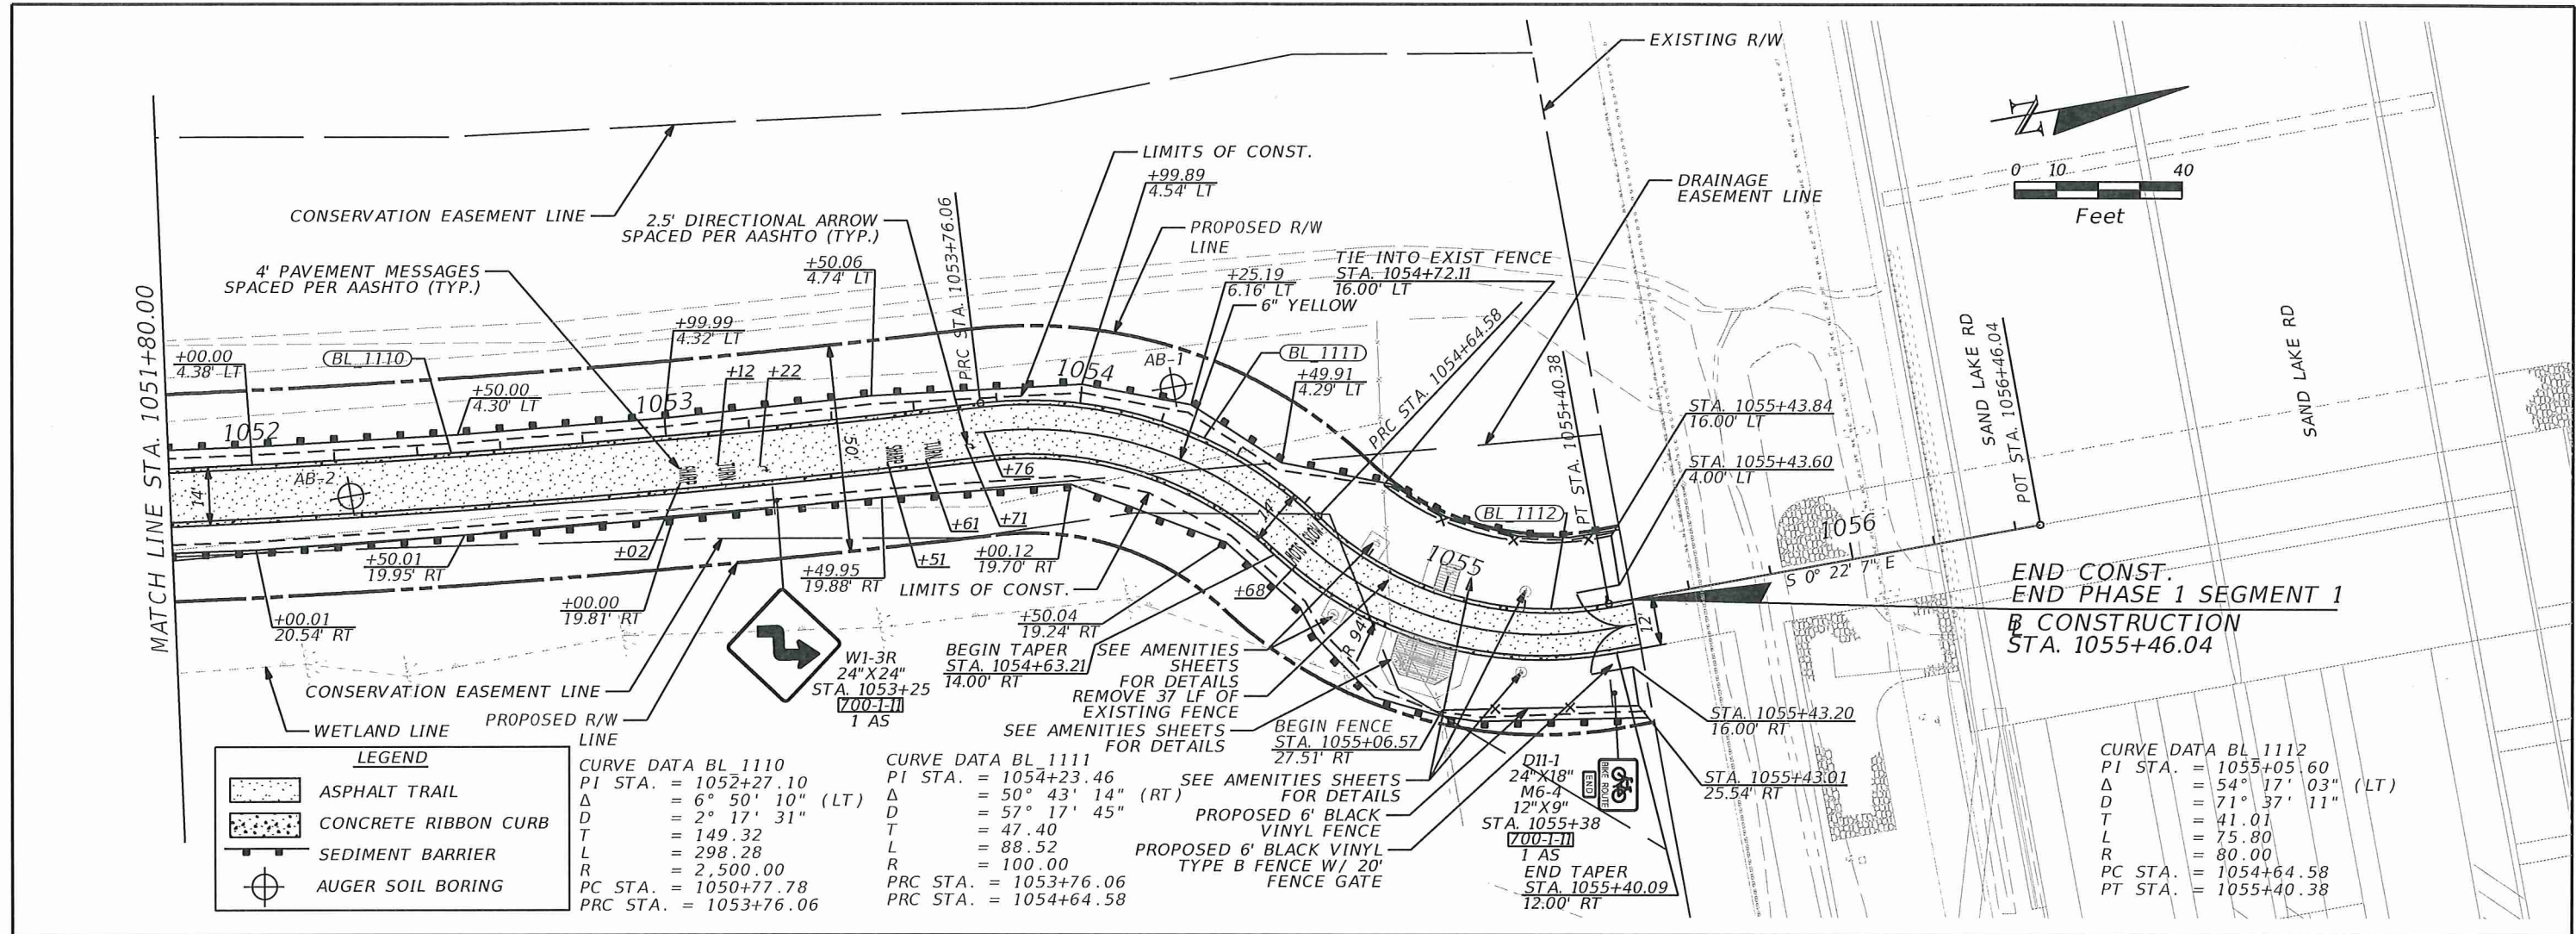 EXISTING R/W
N
0 10 40
Feet
LIMITS OF CONST.
+99.89
4.54' LT
DRAINAGE
EASEMENT LINE
CONSERVATION EASEMENT LINE
2.5' DIRECTIONAL ARROW
SPACED PER AASHTO (TYP.)
PRC STA. 1053+76.06
PROPOSED R/W
LINE
4' PAVEMENT MESSAGES
SPACED PER AASHTO (TYP.)
+50.06
4.74' LT
+25.19
6.16' LT
TIE INTO EXIST FENCE
STA. 1054+72.11
16.00' LT
6" YELLOW
MATCH LINE STA. 1051+80.00
+00.00
4.38' LT
BL_1110
+99.99
4.32' LT
+50.00
4.30' LT
+12
+22
1052
1053
1054
AB-1
BL_1111
+49.91
4.29' LT
PRC STA. 1054+64.58
PT STA. 1055+40.38
SAND LAKE RD
POT STA. 1056+46.04
SAND LAKE RD
STA. 1055+43.84
16.00' LT
STA. 1055+43.60
4.00' LT
14'
AB-2
SHARP
TURN
50'
SHARP
TURN
+76
14'
BL_1112
1055
1056
S 0° 22' 7" E
+00.01
20.54' RT
+50.01
19.95' RT
+02
+00.00
19.81' RT
+49.95
19.88' RT
+51
+61
+71
+00.12
19.70' RT
LIMITS OF CONST.
+50.04
19.24' RT
+68
R 94'
12'
END CONST.
END PHASE 1 SEGMENT 1
B CONSTRUCTION
STA. 1055+46.04
W1-3R
24"X24"
STA. 1053+25
700-1-11
1 AS
BEGIN TAPER
STA. 1054+63.21
14.00' RT
SEE AMENITIES
SHEETS
FOR DETAILS
REMOVE 37 LF OF
EXISTING FENCE
SEE AMENITIES SHEETS
FOR DETAILS
BEGIN FENCE
STA. 1055+06.57
27.51' RT
CONSERVATION EASEMENT LINE
WETLAND LINE
PROPOSED R/W
LINE
STA. 1055+43.20
16.00' RT
STA. 1055+43.01
25.54' RT
SEE AMENITIES SHEETS
FOR DETAILS
PROPOSED 6' BLACK
VINYL FENCE
PROPOSED 6' BLACK VINYL
TYPE B FENCE W/ 20'
FENCE GATE
D11-1
24"X18"
M6-4
12"X9"
STA. 1055+38
700-1-11
1 AS
END TAPER
STA. 1055+40.09
12.00' RT
END
BIKE ROUTE
LEGEND
ASPHALT TRAIL
CONCRETE RIBBON CURB
SEDIMENT BARRIER
AUGER SOIL BORING
CURVE DATA BL_1110
PI STA. = 1052+27.10
Δ = 6° 50' 10" (LT)
D = 2° 17' 31"
T = 149.32
L = 298.28
R = 2,500.00
PC STA. = 1050+77.78
PRC STA. = 1053+76.06
CURVE DATA BL_1111
PI STA. = 1054+23.46
Δ = 50° 43' 14" (RT)
D = 57° 17' 45"
T = 47.40
L = 88.52
R = 100.00
PRC STA. = 1053+76.06
PRC STA. = 1054+64.58
CURVE DATA BL_1112
PI STA. = 1055+05.60
Δ = 54° 17' 03" (LT)
D = 71° 37' 11"
T = 41.01
L = 75.80
R = 80.00
PC STA. = 1054+64.58
PT STA. = 1055+40.38